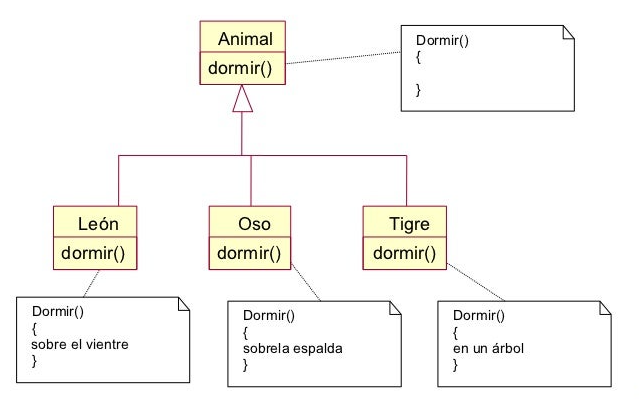 Animal
dormir()
Dormir()
{
}
León
dormir()
Oso
dormir()
Tigre
dormir()
Dormir()
{
sobre el vientre
}
Dormir()
{
sobrela espalda
}
Dormir()
{
en un árbol
}